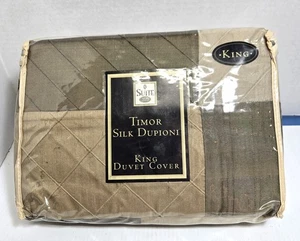 KING
SUITE
TIMOR
SILK DUPIONI
KING
DUVET COVER